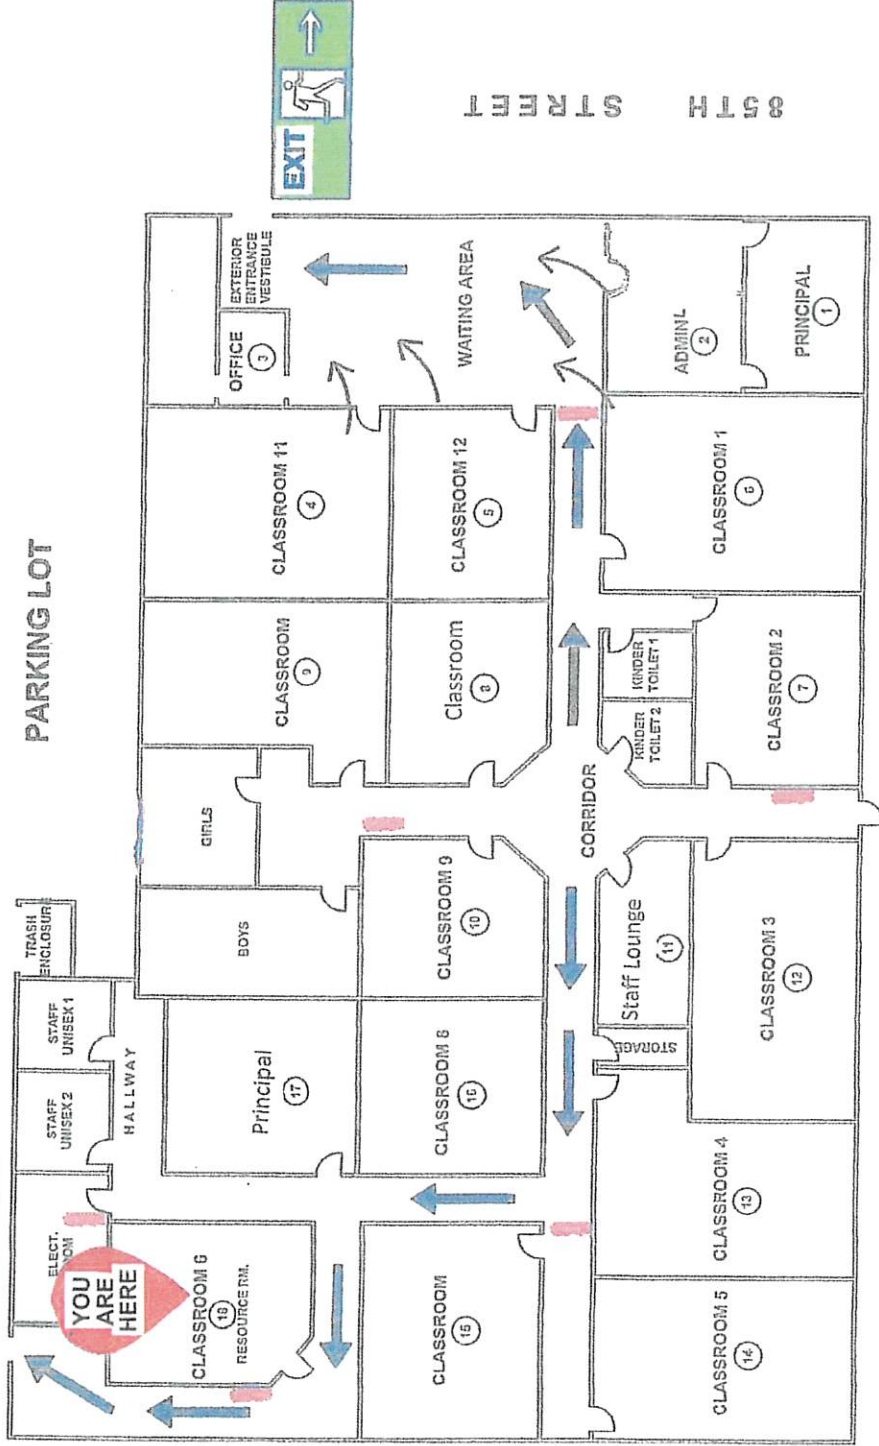 PARKING LOT
85TH STREET
EXIT
TRASH
ENCLOSURE
STAFF
UNISEX 1
STAFF
UNISEX 2
ELECT.
YOU
ARE
HERE
HALLWAY
CLASSROOM 6
18
RESOURCE RM.
Principal
17
BOYS
GIRLS
CLASSROOM
9
CLASSROOM 11
4
OFFICE
3
EXTERIOR
ENTRANCE
VESTIBULE
CLASSROOM
15
CLASSROOM 8
16
CLASSROOM 9
10
Classroom
8
CLASSROOM 12
5
WAITING AREA
CORRIDOR
STORAGE
Staff Lounge
11
KINDER
TOILET 2
KINDER
TOILET 1
CLASSROOM 5
14
CLASSROOM 4
13
CLASSROOM 3
12
CLASSROOM 2
7
CLASSROOM 1
6
ADMIN\
2
PRINCIPAL
1